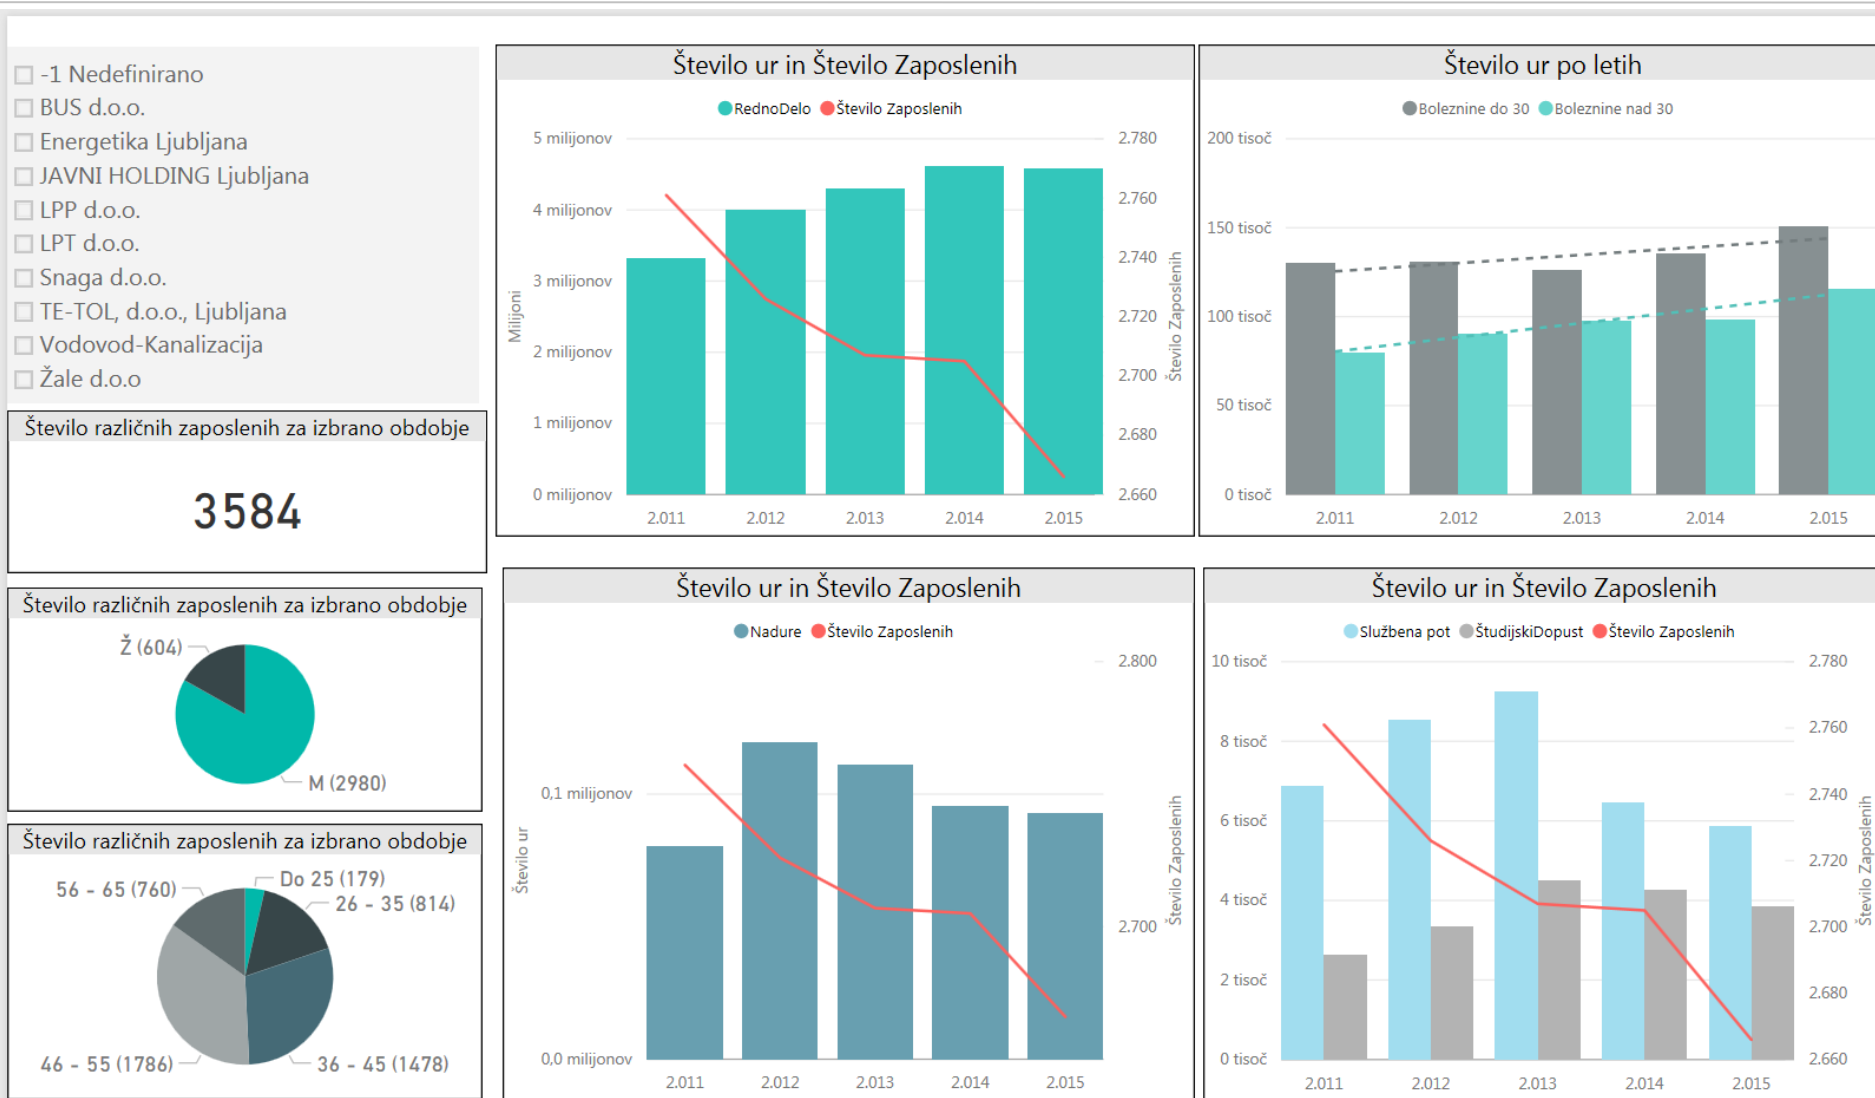 -1 Nedefinirano
BUS d.o.o.
Energetika Ljubljana
JAVNI HOLDING Ljubljana
LPP d.o.o.
LPT d.o.o.
Snaga d.o.o.
TE-TOL, d.o.o., Ljubljana
Vodovod-Kanalizacija
Žale d.o.o
Število različnih zaposlenih za izbrano obdobje
3584
Število različnih zaposlenih za izbrano obdobje
Ž (604)
M (2980)
Število različnih zaposlenih za izbrano obdobje
Do 25 (179)
56 - 65 (760)
26 - 35 (814)
46 - 55 (1786)
36 - 45 (1478)
Število ur in Število Zaposlenih
RednoDelo Število Zaposlenih
5 milijonov
4 milijonov
3 milijonov
2 milijonov
1 milijonov
0 milijonov
Milijoni
2.780
2.760
2.740
2.720
2.700
2.680
2.660
Število Zaposlenih
2.011 2.012 2.013 2.014 2.015
Število ur po letih
Boleznine do 30 Boleznine nad 30
200 tisoč
150 tisoč
100 tisoč
50 tisoč
0 tisoč
2.011 2.012 2.013 2.014 2.015
Število ur in Število Zaposlenih
Nadure Število Zaposlenih
0,1 milijonov
0,0 milijonov
Število ur
2.800
2.700
Število Zaposlenih
2.011 2.012 2.013 2.014 2.015
Število ur in Število Zaposlenih
Službena pot ŠtudijskiDopust Število Zaposlenih
10 tisoč
8 tisoč
6 tisoč
4 tisoč
2 tisoč
0 tisoč
2.780
2.760
2.740
2.720
2.700
2.680
2.660
Število Zaposlenih
2.011 2.012 2.013 2.014 2.015